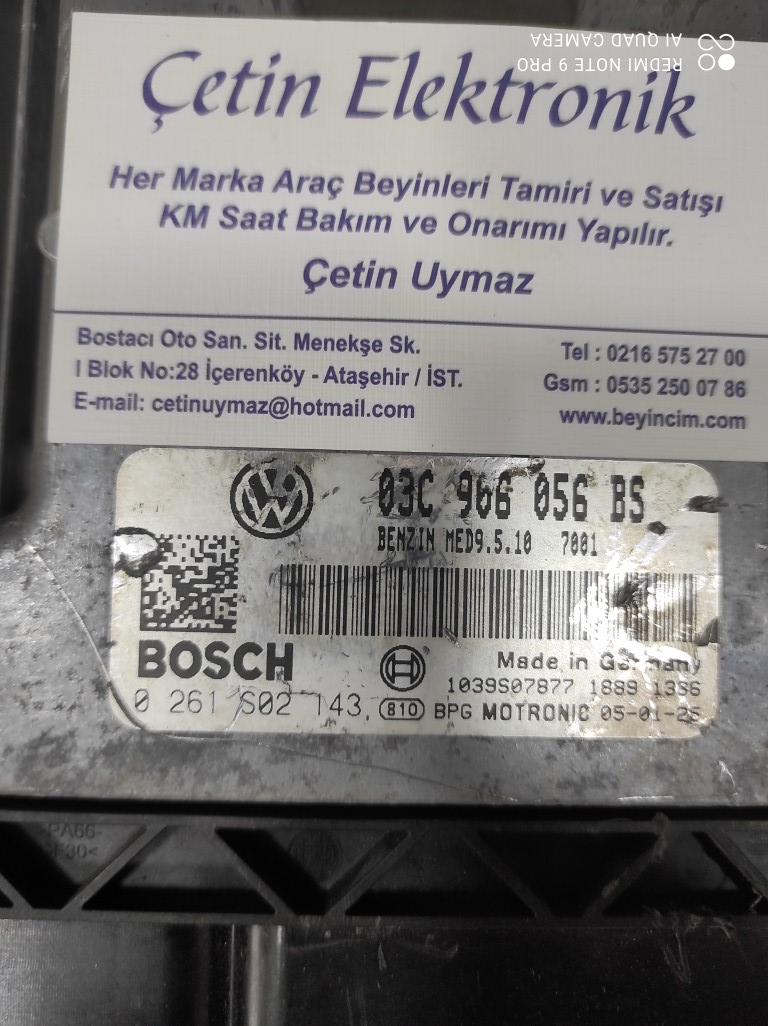 REDMI NOTE 9 PRO
AI QUAD CAMERA
Çetin Elektronik
Her Marka Araç Beyinleri Tamiri ve Satışı
KM Saat Bakım ve Onarımı Yapılır.
Çetin Uymaz
Bostacı Oto San. Sit. Menekşe Sk.
I Blok No:28 İçerenköy - Ataşehir / İST.
E-mail: cetinuymaz@hotmail.com
Tel : 0216 575 27 00
Gsm : 0535 250 07 86
www.beyincim.com
03C 906 056 BS
BENZIN MED9.5.10 7001
BOSCH
Made in Germany
1039S07877 1889 1336
0 261 S02 143. 810 BPG MOTRONIC 05-01-25